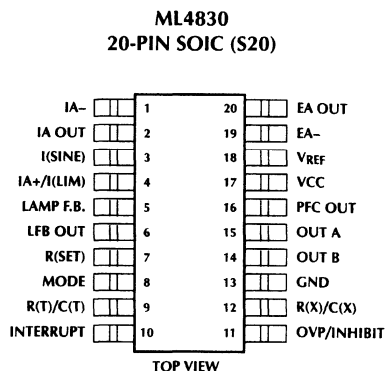 ML4830
20-PIN SOIC (S20)
IA– 1 20 EA OUT
IA OUT 2 19 EA–
I(SINE) 3 18 VREF
IA+/I(LIM) 4 17 VCC
LAMP F.B. 5 16 PFC OUT
LFB OUT 6 15 OUT A
R(SET) 7 14 OUT B
MODE 8 13 GND
R(T)/C(T) 9 12 R(X)/C(X)
INTERRUPT 10 11 OVP/INHIBIT
TOP VIEW